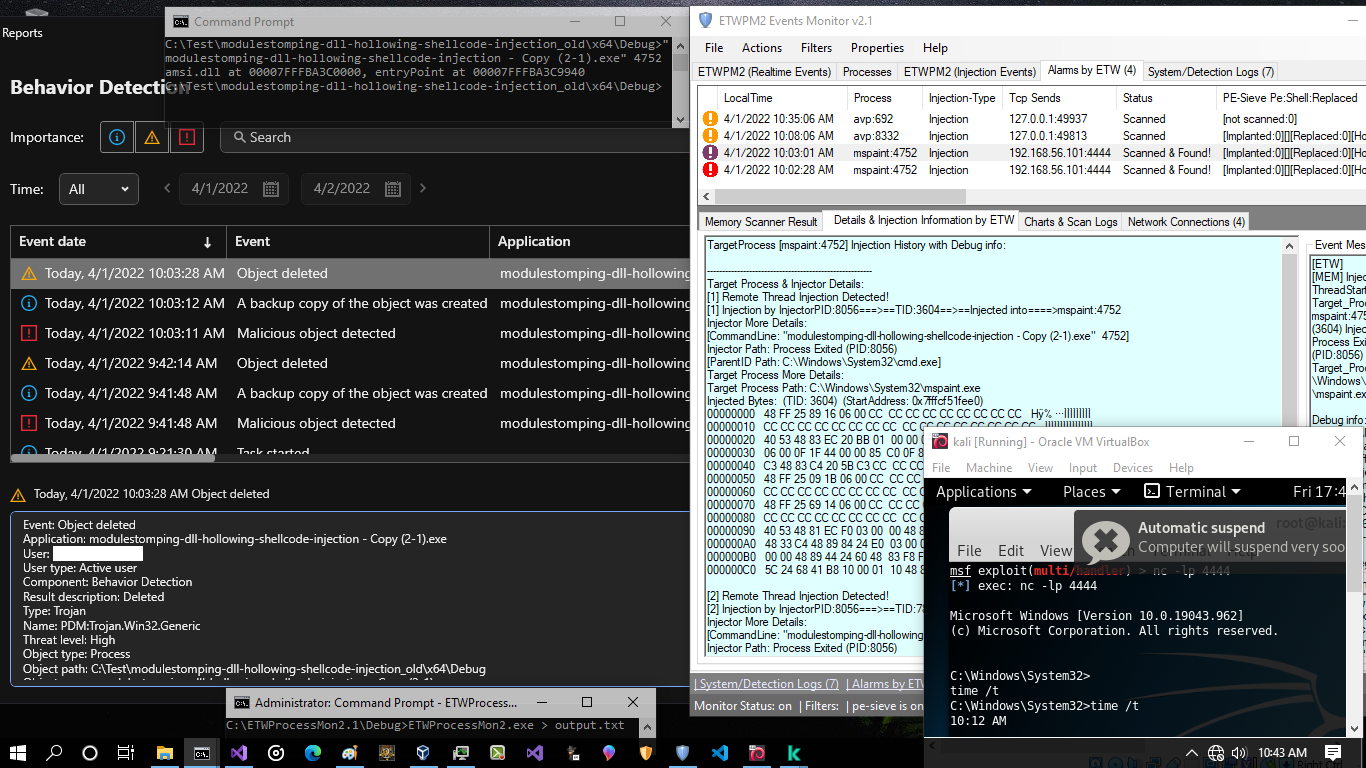 Reports
Behavior Detection
Importance:
Search
Time:
All
4/1/2022
4/2/2022
Event date
Event
Application
Today, 4/1/2022 10:03:28 AM Object deleted modulestomping-dll-hollowing
Today, 4/1/2022 10:03:12 AM A backup copy of the object was created modulestomping-dll-hollowing
Today, 4/1/2022 10:03:11 AM Malicious object detected modulestomping-dll-hollowing
Today, 4/1/2022 9:42:14 AM Object deleted modulestomping-dll-hollowing
Today, 4/1/2022 9:41:48 AM A backup copy of the object was created modulestomping-dll-hollowing
Today, 4/1/2022 9:41:48 AM Malicious object detected modulestomping-dll-hollowing
Today, 4/1/2022 9:21:30 AM Task started
Today, 4/1/2022 10:03:28 AM Object deleted
Event: Object deleted
Application: modulestomping-dll-hollowing-shellcode-injection - Copy (2-1).exe
User:
User type: Active user
Component: Behavior Detection
Result description: Deleted
Type: Trojan
Name: PDM:Trojan.Win32.Generic
Threat level: High
Object type: Process
Object path: C:\Test\modulestomping-dll-hollowing-shellcode-injection_old\x64\Debug
Command Prompt
C:\Test\modulestomping-dll-hollowing-shellcode-injection_old\x64\Debug>"
modulestomping-dll-hollowing-shellcode-injection - Copy (2-1).exe" 4752
amsi.dll at 00007FFFBA3C0000, entryPoint at 00007FFFBA3C9940
C:\Test\modulestomping-dll-hollowing-shellcode-injection_old\x64\Debug>
ETWPM2 Events Monitor v2.1
File Actions Filters Properties Help
ETWPM2 (Realtime Events) Processes ETWPM2 (Injection Events) Alarms by ETW (4) System/Detection Logs (7)
LocalTime Process Injection-Type Tcp Sends Status PE-Sieve Pe:Shell:Replaced
4/1/2022 10:35:06 AM avp:692 Injection 127.0.0.1:49937 Scanned [not scanned:0]
4/1/2022 10:08:06 AM avp:8332 Injection 127.0.0.1:49813 Scanned [Implanted:0][][Replaced:0][Ho
4/1/2022 10:03:01 AM mspaint:4752 Injection 192.168.56.101:4444 Scanned & Found! [Implanted:0][][Replaced:0][Ho
4/1/2022 10:02:28 AM mspaint:4752 Injection 192.168.56.101:4444 Scanned & Found! [Implanted:0][][Replaced:0][Ho
Memory Scanner Result Details & Injection Information by ETW Charts & Scan Logs Network Connections (4)
TargetProcess [mspaint:4752] Injection History with Debug info:
-------------------------------------------------------
Target Process & Injector Details:
[1] Remote Thread Injection Detected!
[1] Injection by InjectorPID:8056===>==TID:3604==>==Injected into====>mspaint:4752
Injector More Details:
[CommandLine: "modulestomping-dll-hollowing-shellcode-injection - Copy (2-1).exe" 4752]
Injector Path: Process Exited (PID:8056)
[ParentID Path: C:\Windows\System32\cmd.exe]
Target Process More Details:
Target Process Path: C:\Windows\System32\mspaint.exe
Injected Bytes: (TID: 3604) (StartAddress: 0x7fffcf51fee0)
00000000 48 FF 25 89 16 06 00 CC CC CC CC CC CC CC CC CC Hÿ% ···ÌÌÌÌÌÌÌÌÌ
00000010 CC CC CC CC CC CC CC CC CC CC CC CC CC CC CC CC
00000020 40 53 48 83 EC 20 BB 01 00 00 0
00000030 06 00 0F 1F 44 00 00 85 C0 0F 8
00000040 C3 48 83 C4 20 5B C3 CC CC CC
00000050 48 FF 25 09 1B 06 00 CC CC CC
00000060 CC CC CC CC CC CC CC CC CC CC
00000070 48 FF 25 69 14 06 00 CC CC CC
00000080 CC CC CC CC CC CC CC CC CC CC
00000090 40 53 48 81 EC F0 03 00 00 48 8
000000A0 48 33 C4 48 89 84 24 E0 03 00 0
000000B0 00 00 48 89 44 24 60 48 83 F8 F
000000C0 5C 24 68 41 B8 10 00 01 10 48 8
[2] Remote Thread Injection Detected!
[2] Injection by InjectorPID:8056===>==TID:78
Injector More Details:
[CommandLine: "modulestomping-dll-hollowing
Injector Path: Process Exited (PID:8056)
Event Mes
[ETW]
[MEM] Injec
ThreadStart
Target_Proc
mspaint:475
(3604) Injec
Process Exi
(PID:8056)
Target_Proc
\Windows\
\mspaint.ex
Debug info:
| System/Detection Logs (7) | Alarms by ETW
Monitor Status: on | Filters: | pe-sieve is on
kali [Running] - Oracle VM VirtualBox
File Machine View Input Devices Help
Applications Places Terminal Fri 17:4
root@kali:
Automatic suspend
Computer will suspend very soo
File Edit View
msf exploit(multi/handler) > nc -lp 4444
[*] exec: nc -lp 4444
Microsoft Windows [Version 10.0.19043.962]
(c) Microsoft Corporation. All rights reserved.
C:\Windows\System32>
time /t
C:\Windows\System32>time /t
10:12 AM
Administrator: Command Prompt - ETWProcess...
C:\ETWProcessMon2.1\Debug>ETWProcessMon2.exe > output.txt
10:43 AM